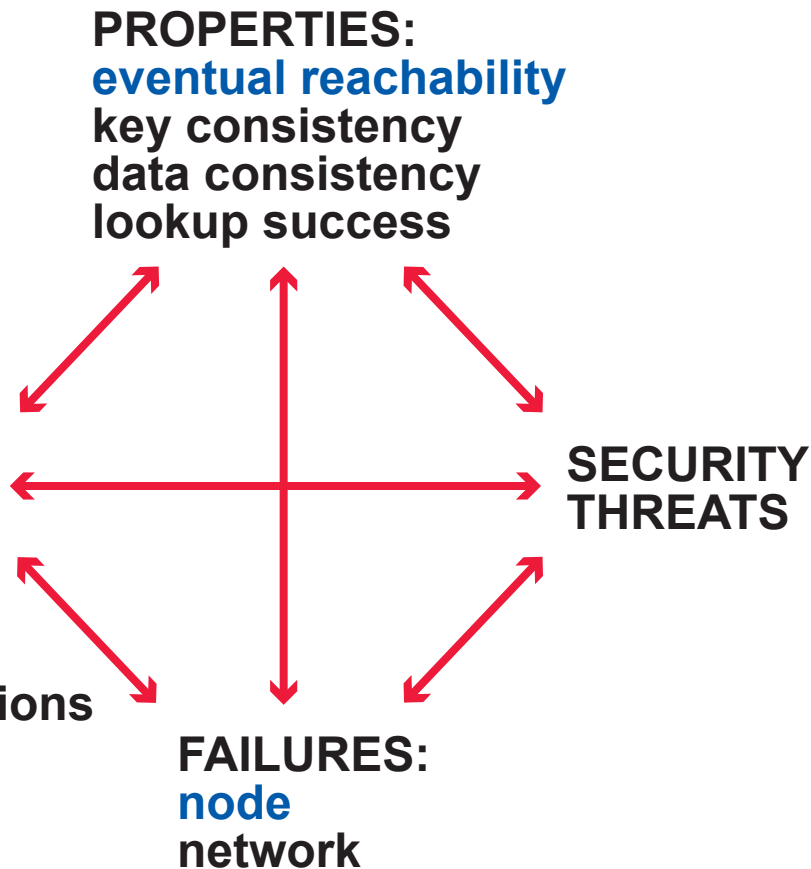 PROPERTIES:
eventual reachability
key consistency
data consistency
lookup success
SECURITY
THREATS
ions
FAILURES:
node
network